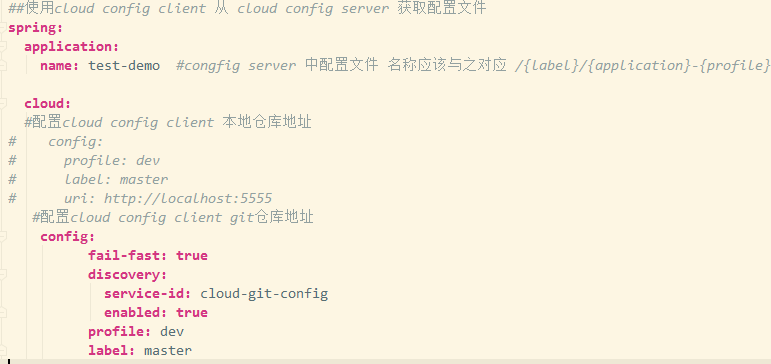 ##使用cloud config client 从 cloud config server 获取配置文件
spring:
  application:
    name: test-demo  #congfig server 中配置文件 名称应该与之对应 /{label}/{application}-{profile}
  cloud:
  #配置cloud config client 本地仓库地址
#    config:
#      profile: dev
#      label: master
#      uri: http://localhost:5555
   #配置cloud config client git仓库地址
    config:
          fail-fast: true
          discovery:
            service-id: cloud-git-config
            enabled: true
          profile: dev
          label: master